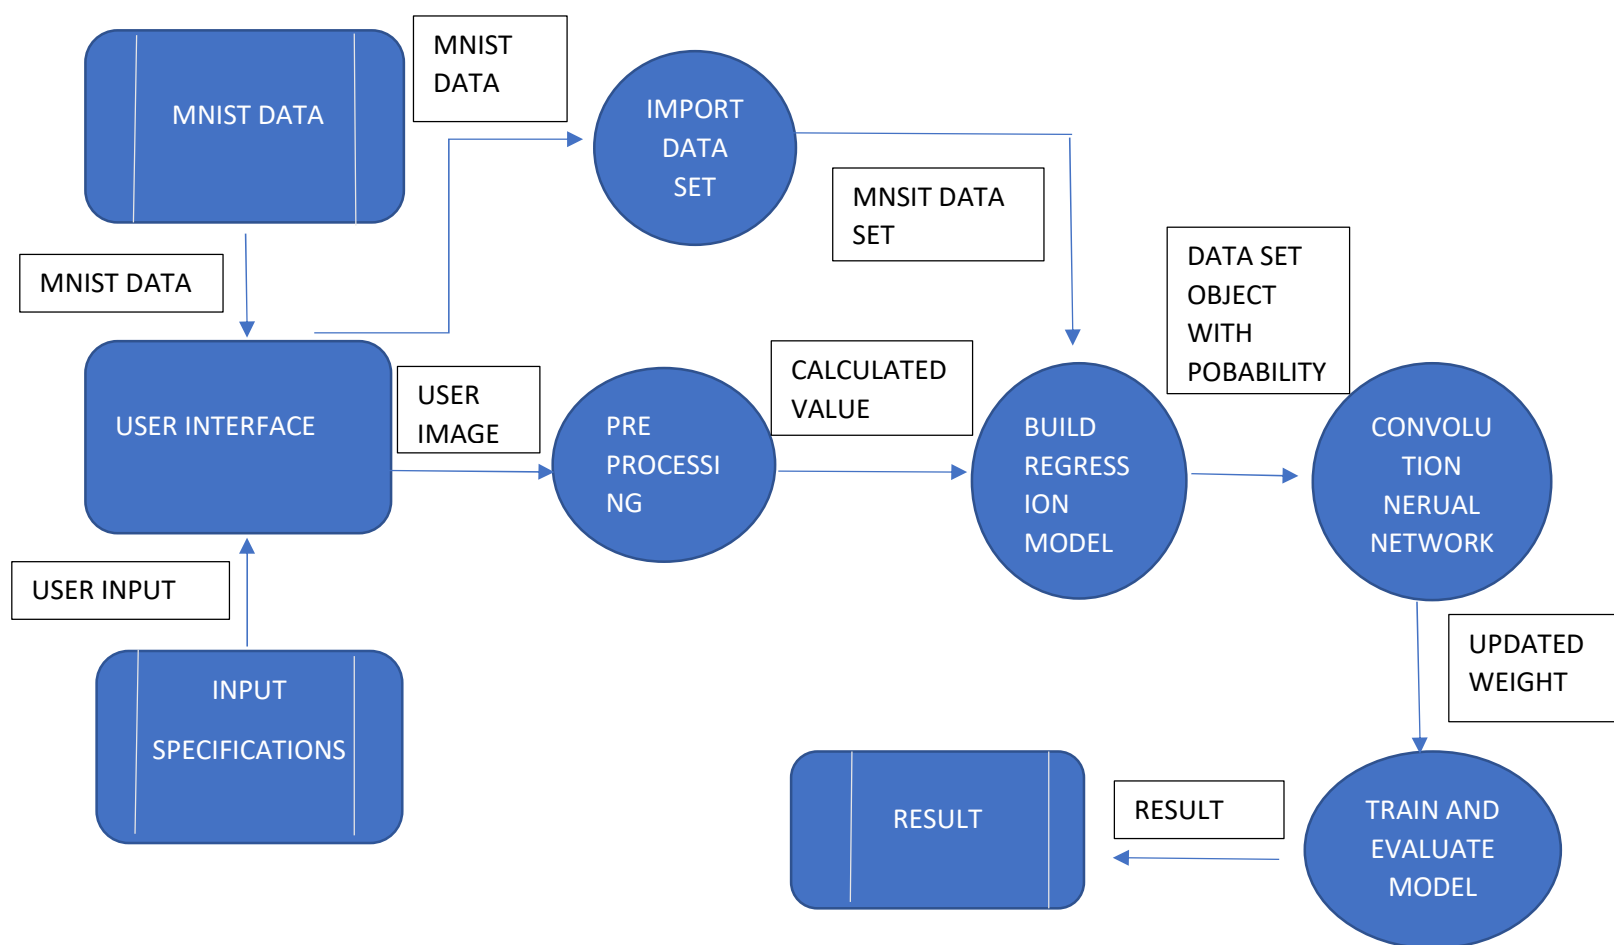 MNIST DATA
MNIST
DATA
IMPORT
DATA
SET
MNSIT DATA
SET
MNIST DATA
DATA SET
OBJECT
WITH
POBABILITY
USER INTERFACE
USER
IMAGE
PRE
PROCESSI
NG
CALCULATED
VALUE
BUILD
REGRESS
ION
MODEL
CONVOLU
TION
NERUAL
NETWORK
USER INPUT
INPUT
SPECIFICATIONS
UPDATED
WEIGHT
RESULT
RESULT
TRAIN AND
EVALUATE
MODEL